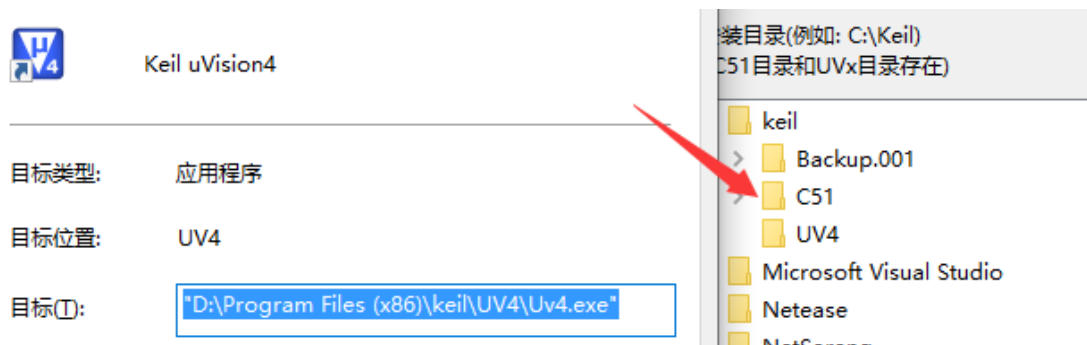 Keil uVision4
目标类型: 应用程序
目标位置: UV4
目标(T): "D:\Program Files (x86)\keil\UV4\Uv4.exe"
装目录(例如: C:\Keil)
C51目录和UVx目录存在)
keil
Backup.001
C51
UV4
Microsoft Visual Studio
Netease